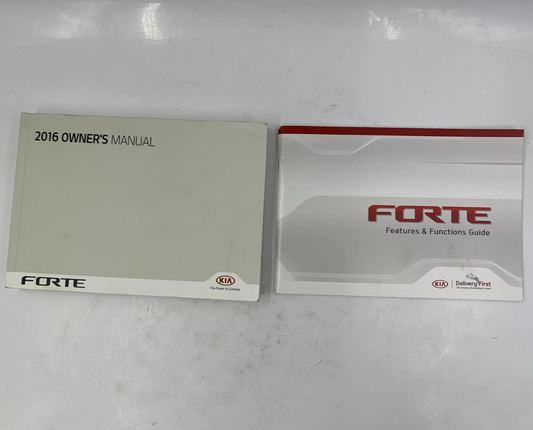 2016 OWNER'S MANUAL
FORTE
KIA
The Power to Surprise
FORTE
Features & Functions Guide
KIA
Delivery First